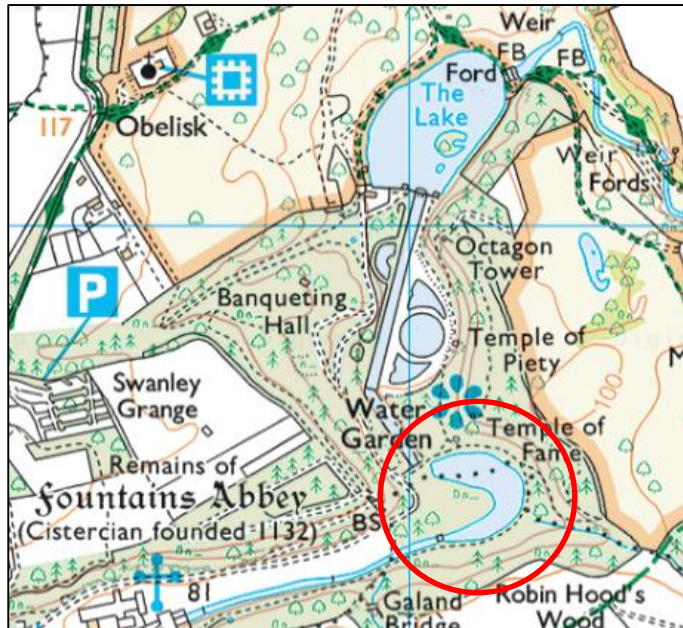 Weir
FB
FB
Ford
The
Lake
117
Obelisk
Weir
Fords
Octagon
Tower
P
Banqueting
Hall
Temple of
Piety
100
Swanley
Grange
Water
Garden
Temple of
Fame
Remains of
Fountains Abbey
(Cistercian founded 1132)
BS
81
Galand
Bridge
Robin Hood's
Wood